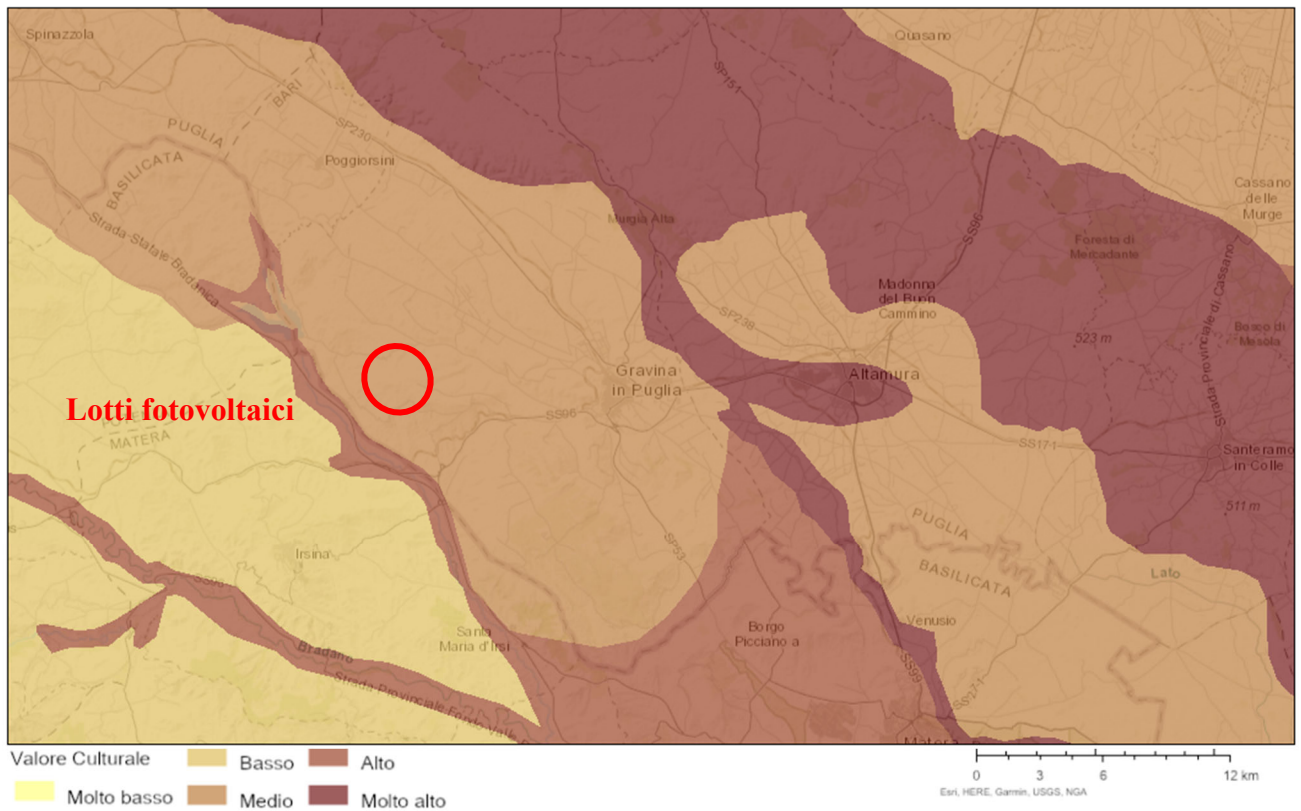 Spinazzola
Quasano
SP151
BARI
PUGLIA
SP230
Poggiorsini
BASILICATA
Cassano
delle
Murge
Strada Statale Bradanica
Murgia Alta
SS96
Foresta di
Mercadante
Madonna
del Buon
Cammino
SP238
523 m
Strada Provinciale di Cassano
Bosco di
Mesola
Gravina
in Puglia
Altamura
Lotti fotovoltaici
MATERA
SS96
SS171
Santeramo
in Colle
511 m
PUGLIA
BASILICATA
Irsina
SP53
Lato
Santa
Maria d'Irsi
Borgo
Picciano a
Venusio
Bradano
SS99
SS271
Matera
Valore Culturale
Basso
Alto
Molto basso
Medio
Molto alto
0 3 6 12 km
Esri, HERE, Garmin, USGS, NGA